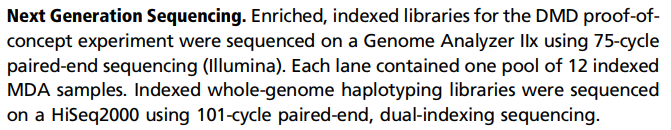 Next Generation Sequencing. Enriched, indexed libraries for the DMD proof-of-
concept experiment were sequenced on a Genome Analyzer IIx using 75-cycle
paired-end sequencing (Illumina). Each lane contained one pool of 12 indexed
MDA samples. Indexed whole-genome haplotyping libraries were sequenced
on a HiSeq2000 using 101-cycle paired-end, dual-indexing sequencing.